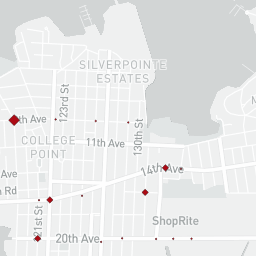 SILVERPOINTE
ESTATES
123rd St
th Ave
COLLEGE
POINT
11th Ave
130th St
14th Ave
h Rd
121st St
ShopRite
20th Ave